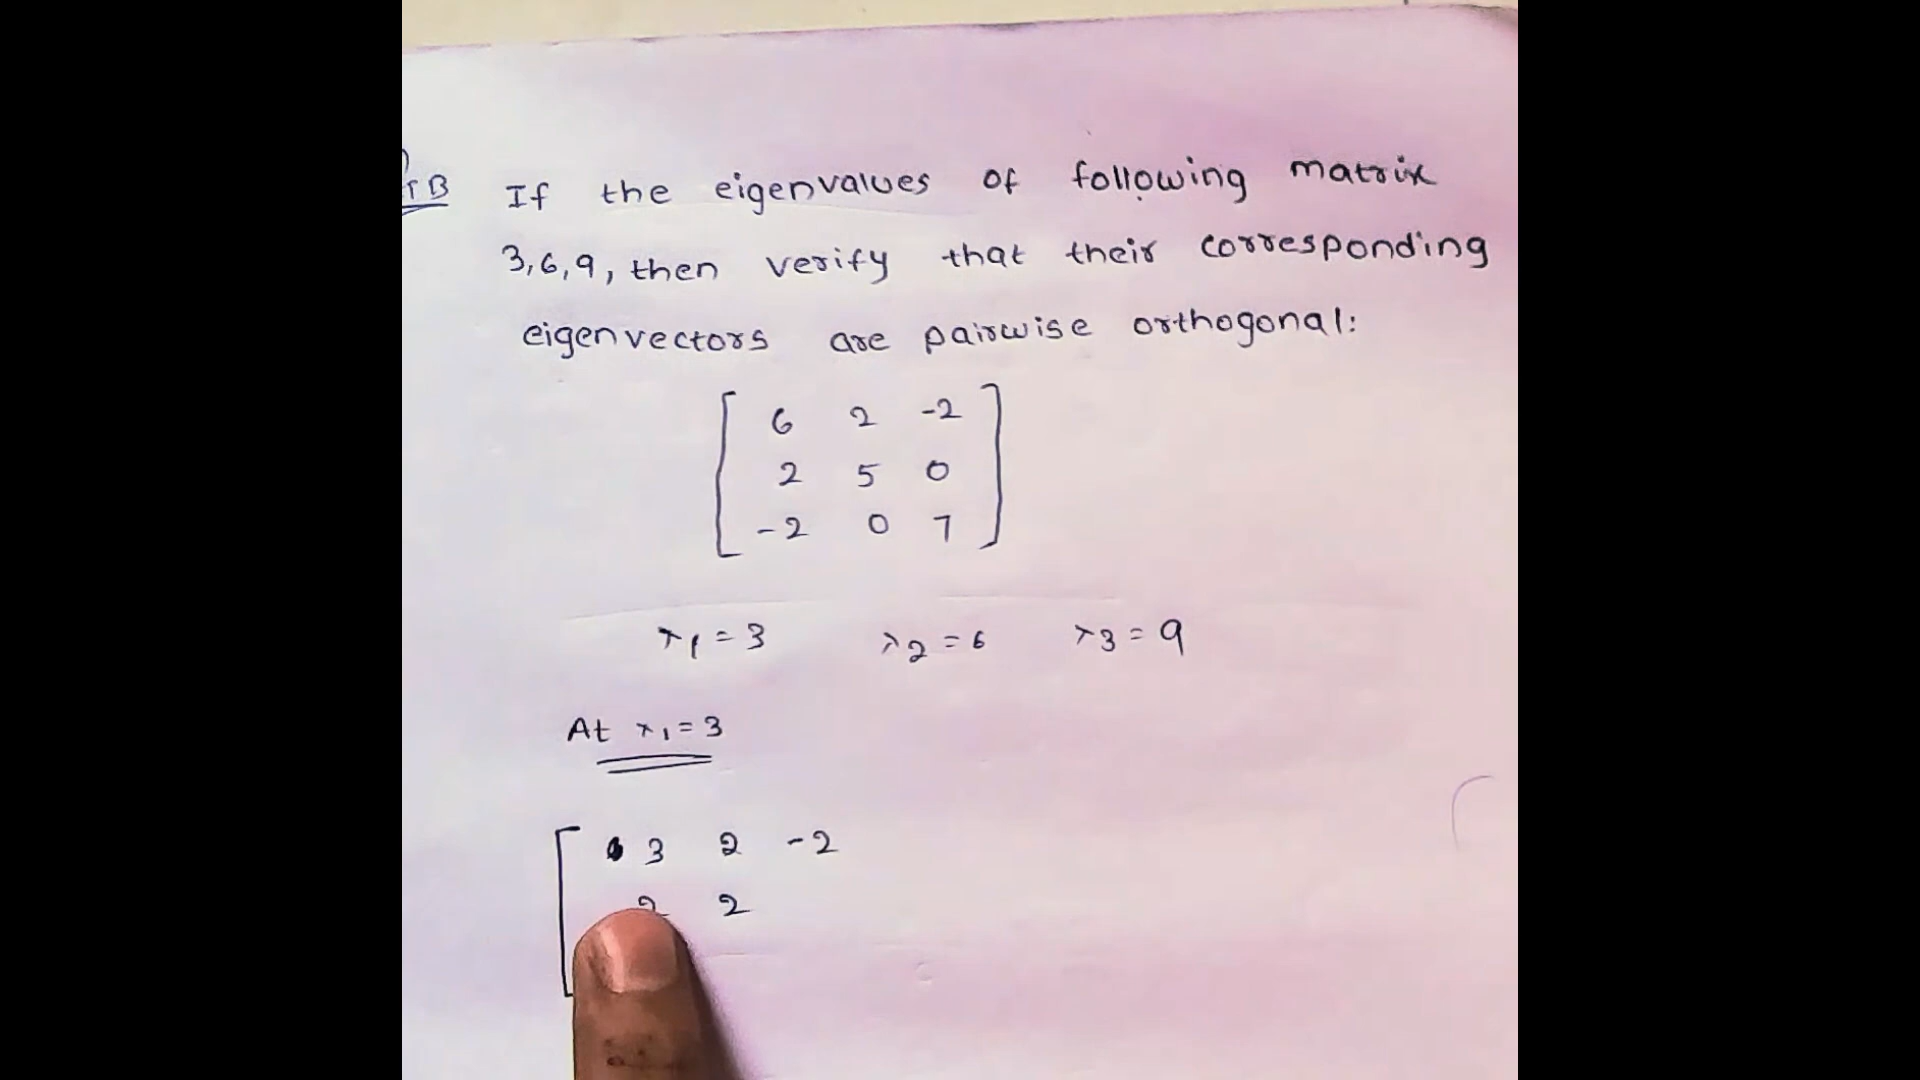 If the eigenvalues of following matrix
3,6,9, then verify that their corresponding
eigenvectors are pairwise orthogonal:
6 2 -2
2 5 0
-2 0 7
λ1 = 3 λ2 = 6 λ3 = 9
At λ1 = 3
3 2 -2
2 2